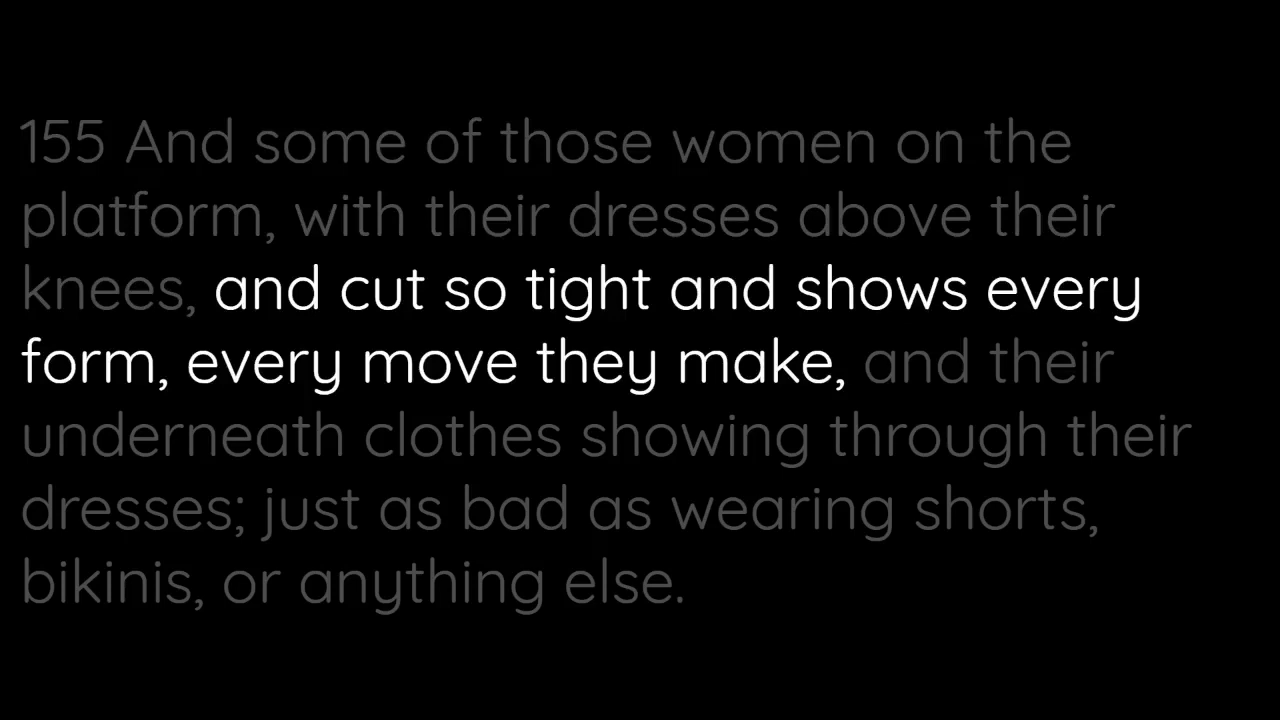 155 And some of those women on the
platform, with their dresses above their
knees, and cut so tight and shows every
form, every move they make, and their
underneath clothes showing through their
dresses; just as bad as wearing shorts,
bikinis, or anything else.